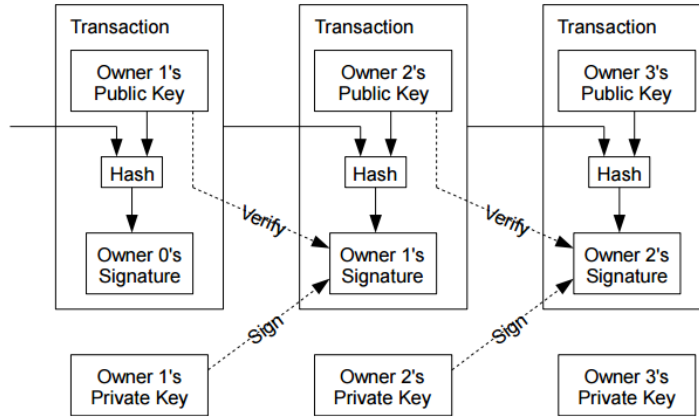 Transaction
Owner 1's
Public Key
Hash
Owner 0's
Signature
Transaction
Owner 2's
Public Key
Hash
Verify
Owner 1's
Signature
Transaction
Owner 3's
Public Key
Hash
Verify
Owner 2's
Signature
Sign
Sign
Owner 1's
Private Key
Owner 2's
Private Key
Owner 3's
Private Key